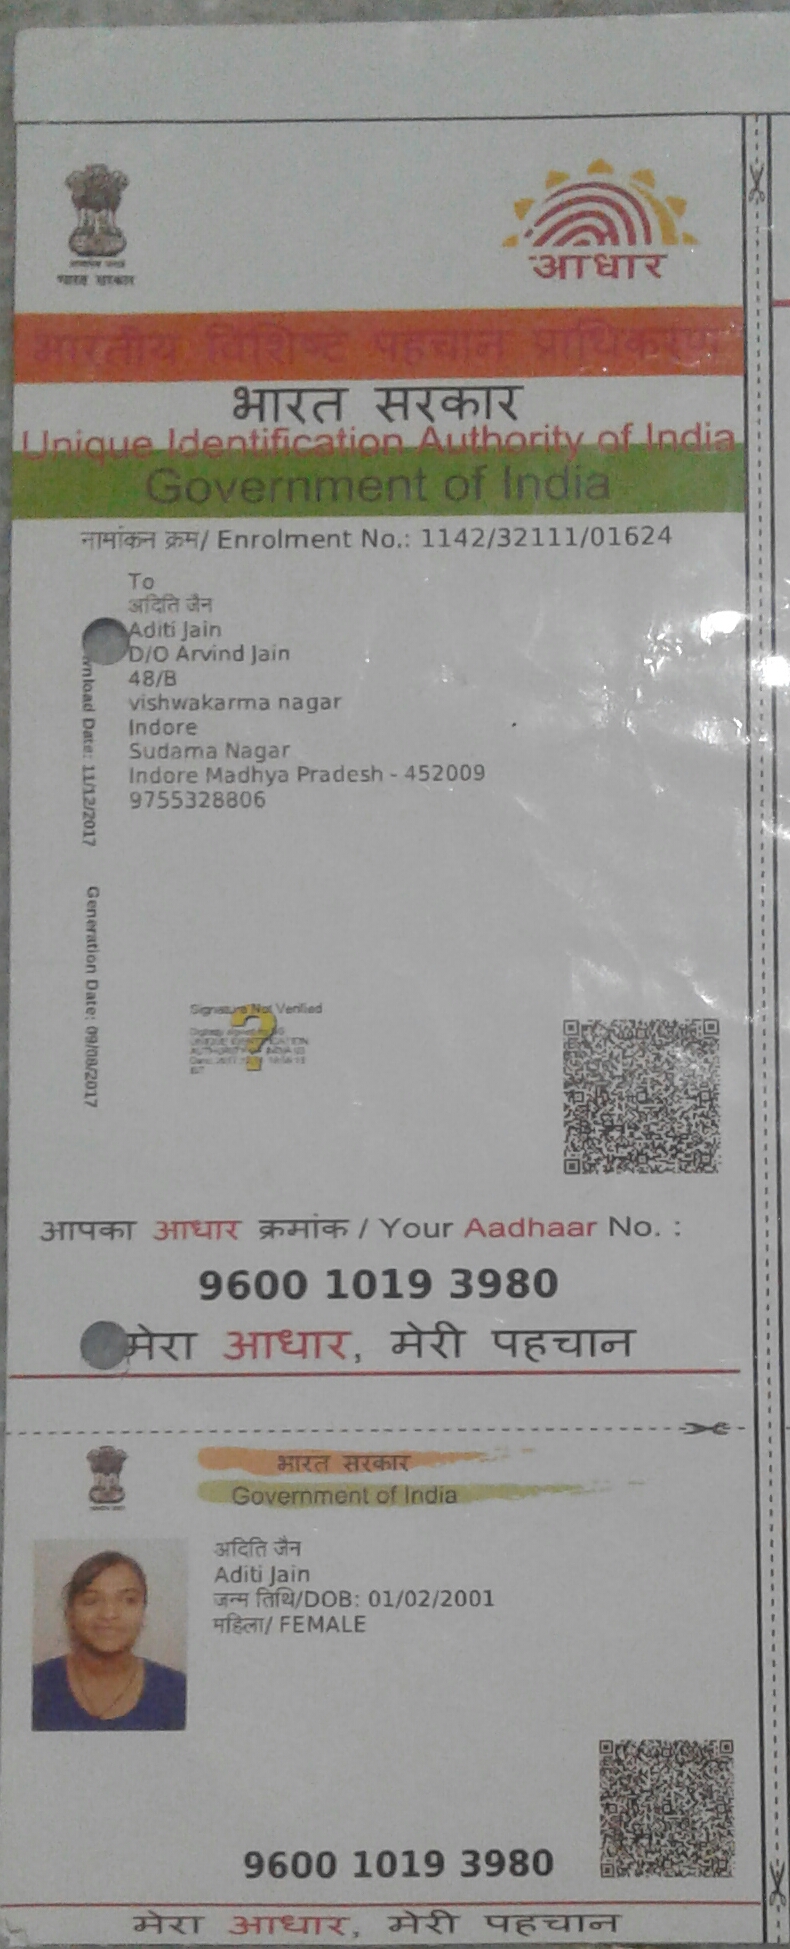 भारत सरकार
आधार
भारतीय विशिष्ट पहचान प्राधिकरण
भारत सरकार
Unique Identification Authority of India
Government of India
नामांकन क्रम/ Enrolment No.: 1142/32111/01624
To
अदिति जैन
Aditi Jain
D/O Arvind Jain
48/B
vishwakarma nagar
Indore
Sudama Nagar
Indore Madhya Pradesh - 452009
9755328806
Date: 11/12/2017
Generation Date: 09/08/2017
Signature Not Verified
आपका आधार क्रमांक / Your Aadhaar No. :
9600 1019 3980
मेरा आधार, मेरी पहचान
भारत सरकार
Government of India
अदिति जैन
Aditi Jain
जन्म तिथि/DOB: 01/02/2001
महिला/ FEMALE
9600 1019 3980
मेरा आधार, मेरी पहचान